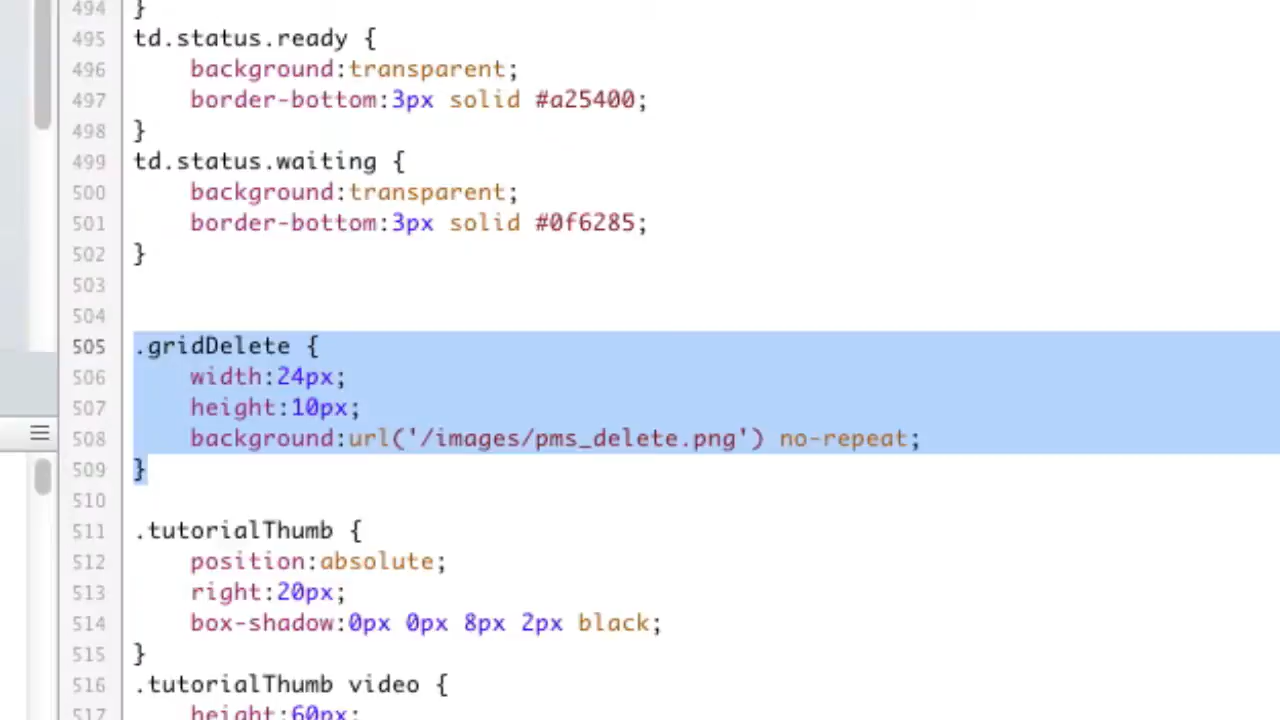 494 }
495 td.status.ready {
496 background:transparent;
497 border-bottom:3px solid #a25400;
498 }
499 td.status.waiting {
500 background:transparent;
501 border-bottom:3px solid #0f6285;
502 }
503
504
505 .gridDelete {
506 width:24px;
507 height:10px;
508 background:url('/images/pms_delete.png') no-repeat;
509 }
510
511 .tutorialThumb {
512 position:absolute;
513 right:20px;
514 box-shadow:0px 0px 8px 2px black;
515 }
516 .tutorialThumb video {
517 height:60px;